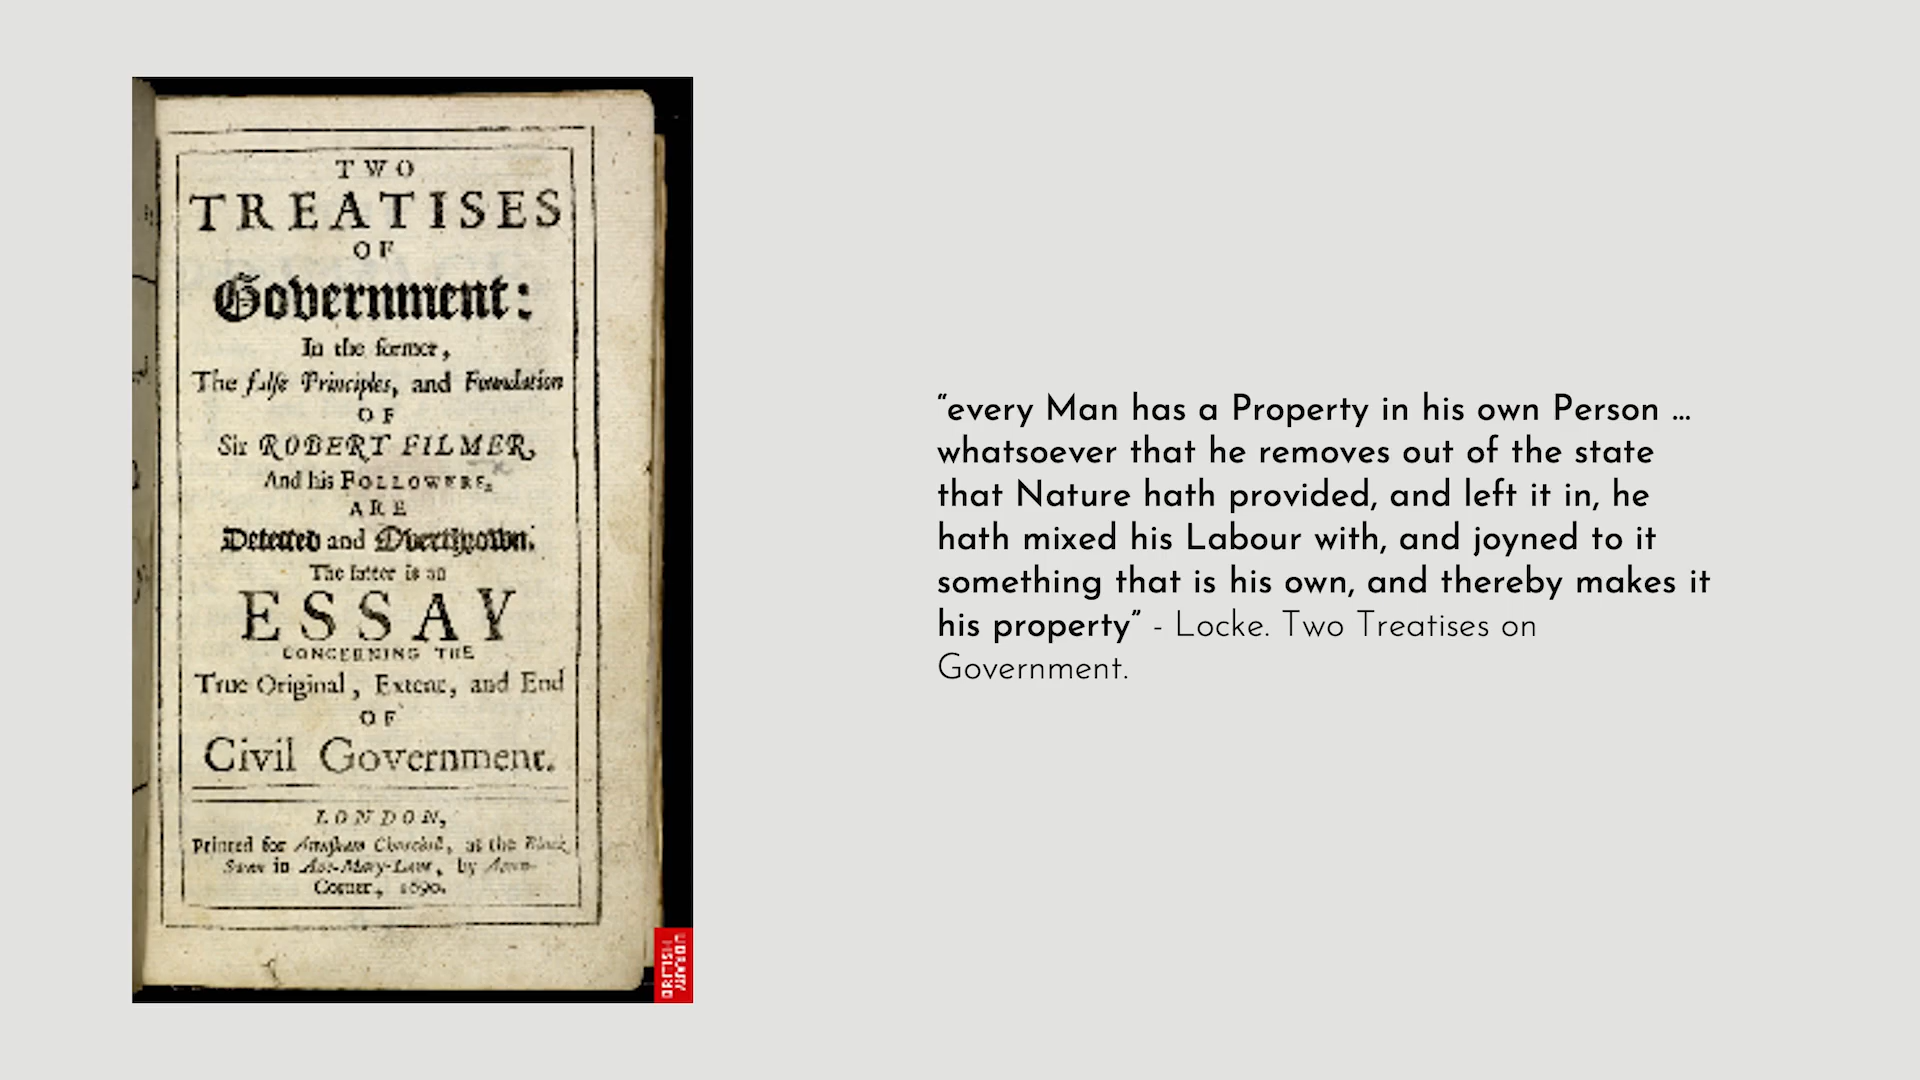 TWO
TREATISES
OF
Government:
In the former,
The false Principles, and Foundation
OF
Sir ROBERT FILMER,
And his FOLLOWERS,
ARE
Detected and Overthrown.
The latter is an
ESSAY
CONCERNING THE
True Original, Extent, and End
OF
Civil Government.
LONDON,
Printed for Awnsham Churchill, at the Black
Swan in Ave-Mary-Lane, by Amen-
Corner, 1690.
BRITISH
LIBRARY
“every Man has a Property in his own Person ...
whatsoever that he removes out of the state
that Nature hath provided, and left it in, he
hath mixed his Labour with, and joyned to it
something that is his own, and thereby makes it
his property” - Locke. Two Treatises on
Government.